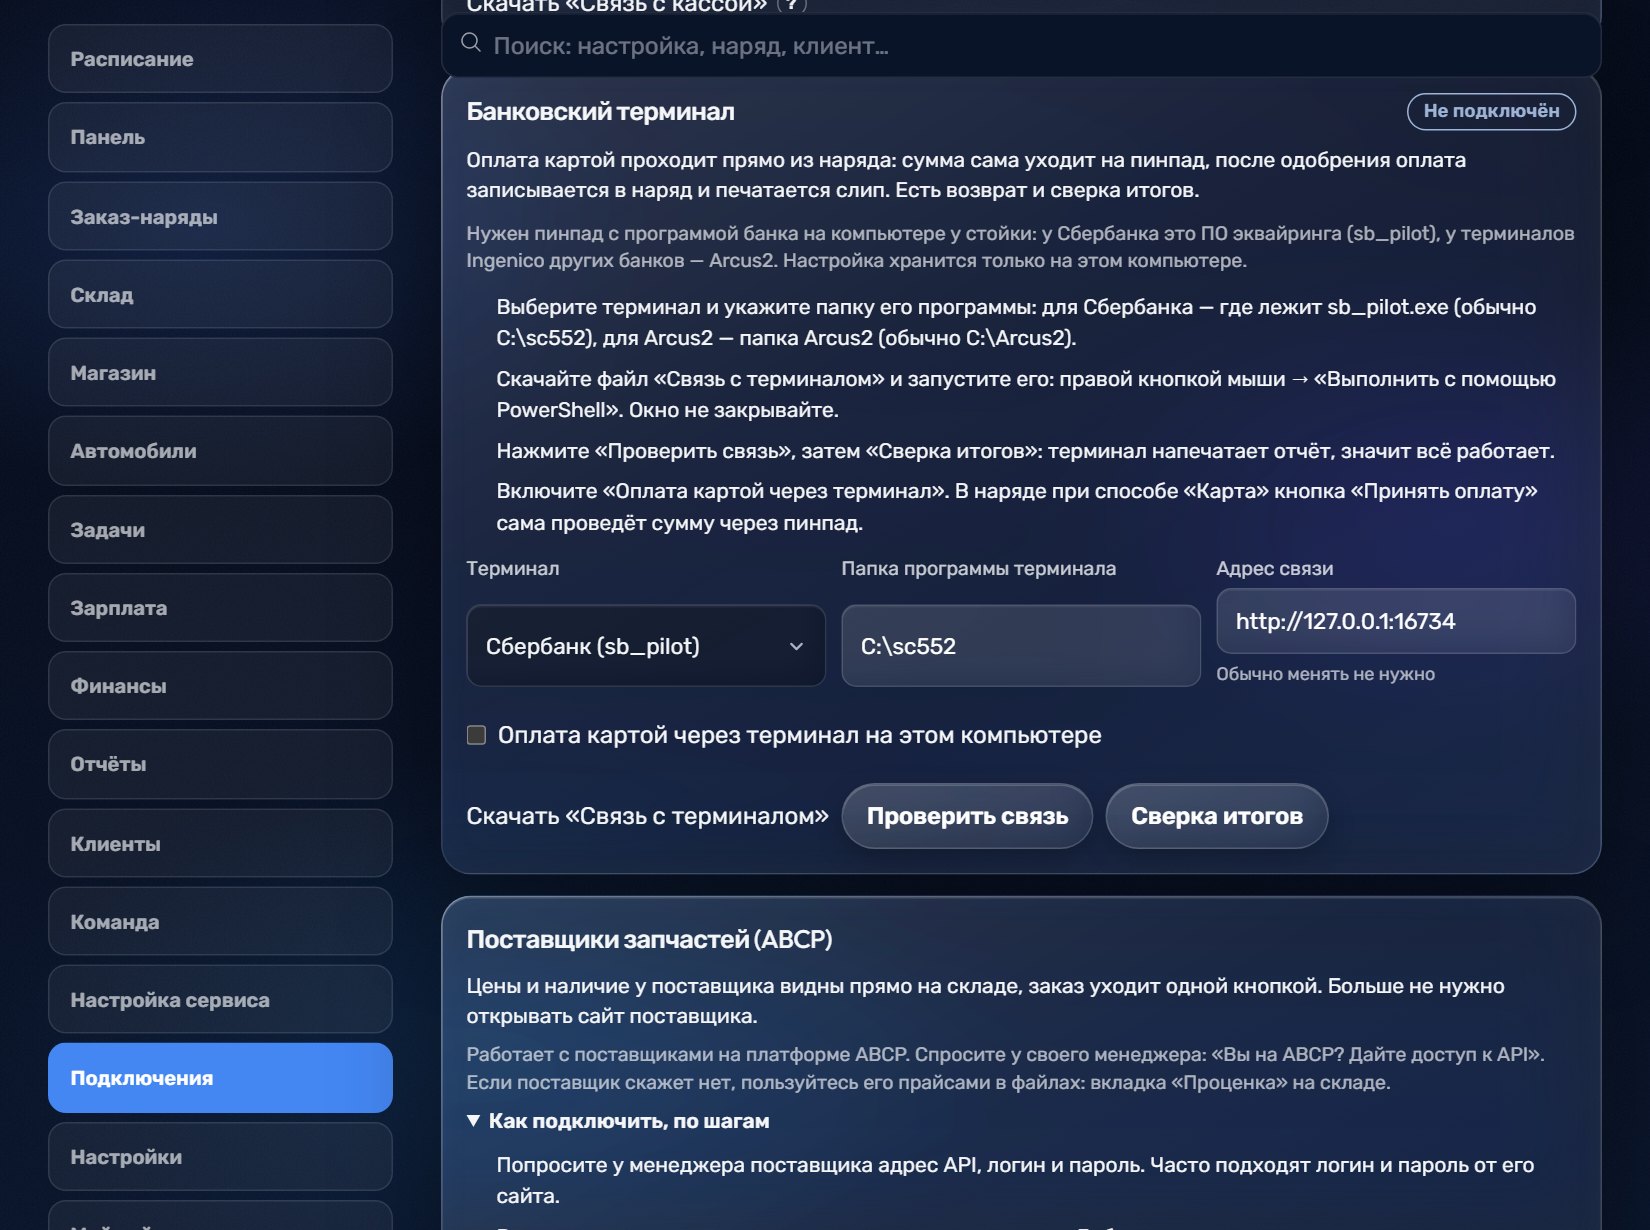 Скачать «Связь с кассой» (?)
Поиск: настройка, наряд, клиент...
Расписание
Панель
Заказ-наряды
Склад
Магазин
Автомобили
Задачи
Зарплата
Финансы
Отчёты
Клиенты
Команда
Настройка сервиса
Подключения
Настройки
Банковский терминал
Не подключён
Оплата картой проходит прямо из наряда: сумма сама уходит на пинпад, после одобрения оплата
записывается в наряд и печатается слип. Есть возврат и сверка итогов.
Нужен пинпад с программой банка на компьютере у стойки: у Сбербанка это ПО эквайринга (sb_pilot), у терминалов
Ingenico других банков — Arcus2. Настройка хранится только на этом компьютере.
Выберите терминал и укажите папку его программы: для Сбербанка — где лежит sb_pilot.exe (обычно
C:\sc552), для Arcus2 — папка Arcus2 (обычно C:\Arcus2).
Скачайте файл «Связь с терминалом» и запустите его: правой кнопкой мыши → «Выполнить с помощью
PowerShell». Окно не закрывайте.
Нажмите «Проверить связь», затем «Сверка итогов»: терминал напечатает отчёт, значит всё работает.
Включите «Оплата картой через терминал». В наряде при способе «Карта» кнопка «Принять оплату»
сама проведёт сумму через пинпад.
Терминал
Папка программы терминала
Адрес связи
Сбербанк (sb_pilot)
C:\sc552
http://127.0.0.1:16734
Обычно менять не нужно
Оплата картой через терминал на этом компьютере
Скачать «Связь с терминалом»
Проверить связь
Сверка итогов
Поставщики запчастей (ABCP)
Цены и наличие у поставщика видны прямо на складе, заказ уходит одной кнопкой. Больше не нужно
открывать сайт поставщика.
Работает с поставщиками на платформе ABCP. Спросите у своего менеджера: «Вы на ABCP? Дайте доступ к API».
Если поставщик скажет нет, пользуйтесь его прайсами в файлах: вкладка «Проценка» на складе.
▼ Как подключить, по шагам
Попросите у менеджера поставщика адрес API, логин и пароль. Часто подходят логин и пароль от его
сайта.